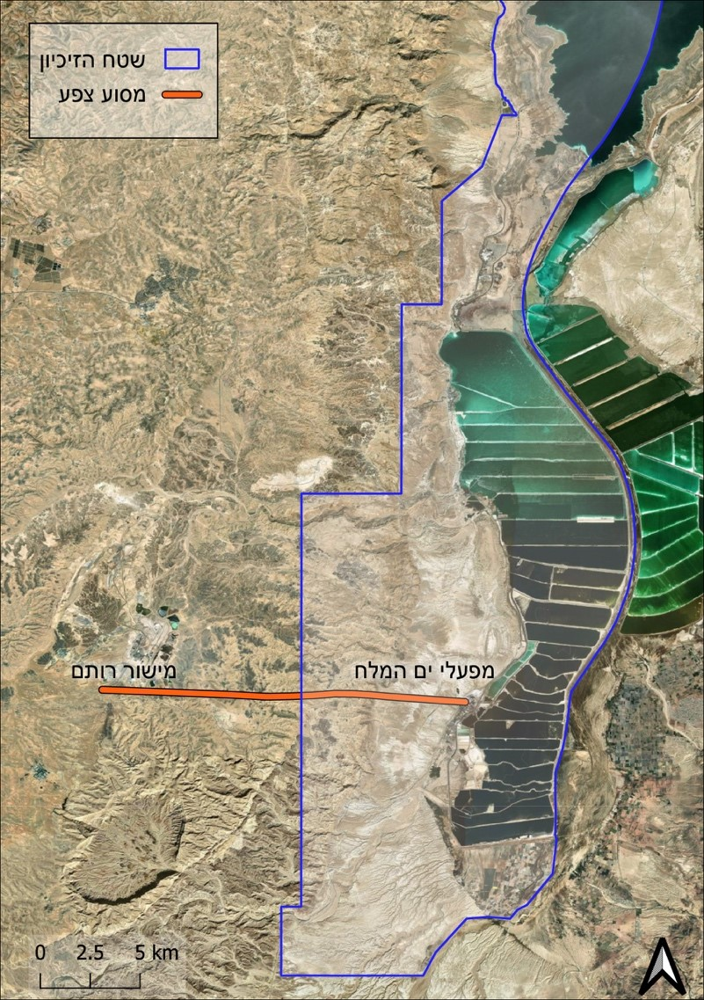 שטח הזיכיון
מסוע צפע
מישור רותם
מפעלי ים המלח
0 2.5 5 km